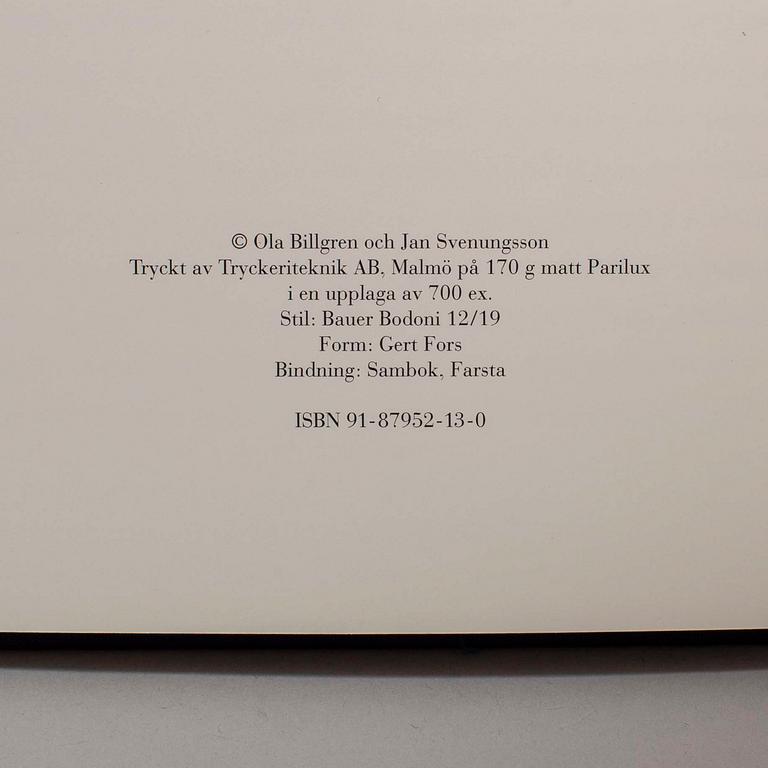 © Ola Billgren och Jan Svenungsson
Tryckt av Tryckeriteknik AB, Malmö på 170 g matt Parilux
i en upplaga av 700 ex.
Stil: Bauer Bodoni 12/19
Form: Gert Fors
Bindning: Sambok, Farsta
ISBN 91-87952-13-0